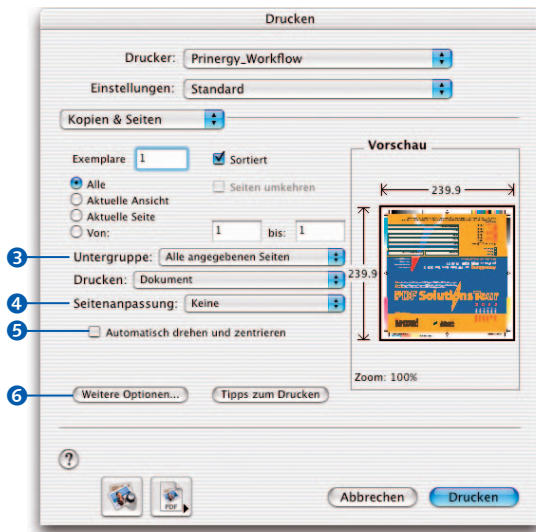 Drucken
Drucker: Prinergy_Workflow
Einstellungen: Standard
Kopien & Seiten
Exemplare 1 Sortiert
Alle Seiten umkehren
Aktuelle Ansicht
Aktuelle Seite
Von: 1 bis: 1
3 Untergruppe: Alle angegebenen Seiten
Drucken: Dokument
4 Seitenanpassung: Keine
5 Automatisch drehen und zentrieren
6 Weitere Optionen... Tipps zum Drucken
Vorschau
239.9
239.9
PDF SolutionsTour
Zoom: 100%
?
PDF
Abbrechen Drucken